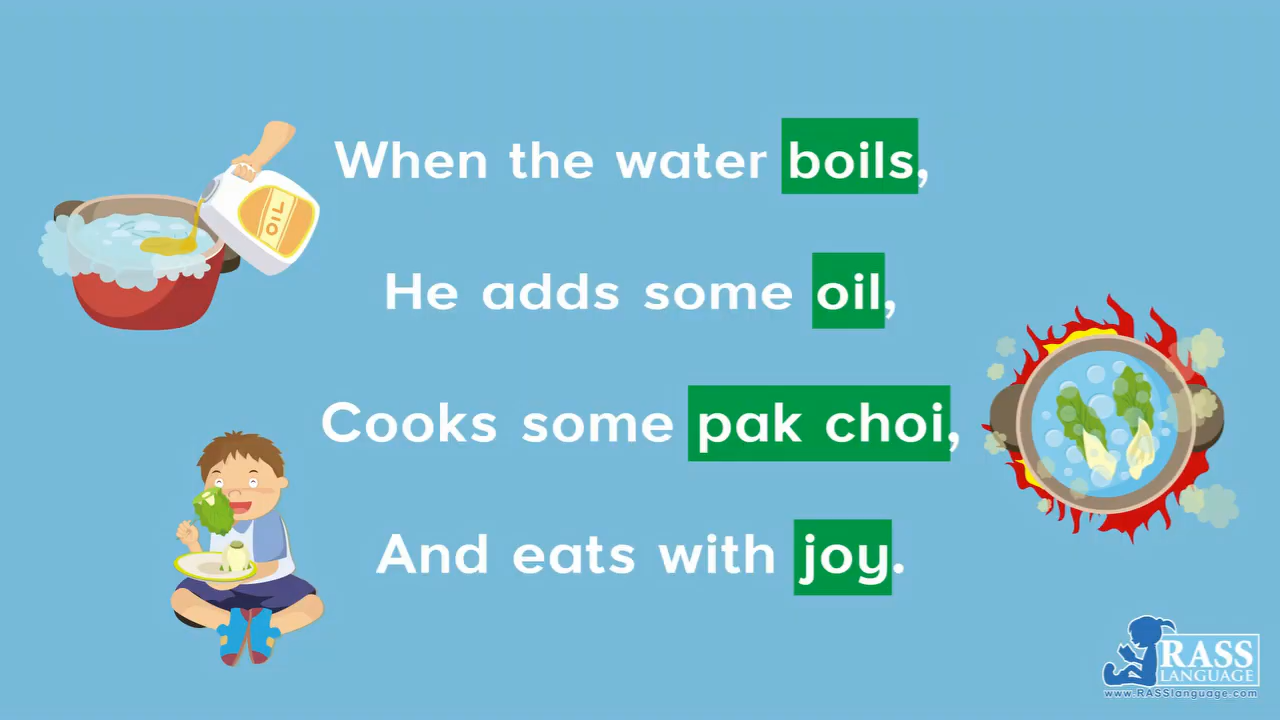 When the water boils,
OIL
He adds some oil,
Cooks some pak choi,
And eats with joy.
RASS
LANGUAGE
www.RASSlanguage.com